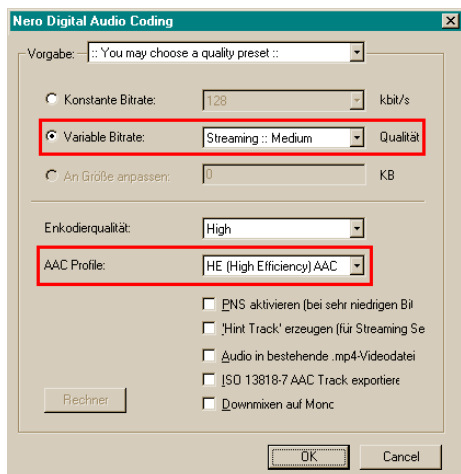 Nero Digital Audio Coding
Vorgabe: :: You may choose a quality preset ::
Konstante Bitrate: 128 kbit/s
Variable Bitrate: Streaming :: Medium Qualität
An Größe anpassen: 0 KB
Enkodierqualität: High
AAC Profile: HE (High Efficiency) AAC
PNS aktivieren (bei sehr niedrigen Bit
'Hint Track' erzeugen (für Streaming Se
Audio in bestehende .mp4-Videodatei
ISO 13818-7 AAC Track exportiere
Rechner
Downmixen auf Mono
OK Cancel